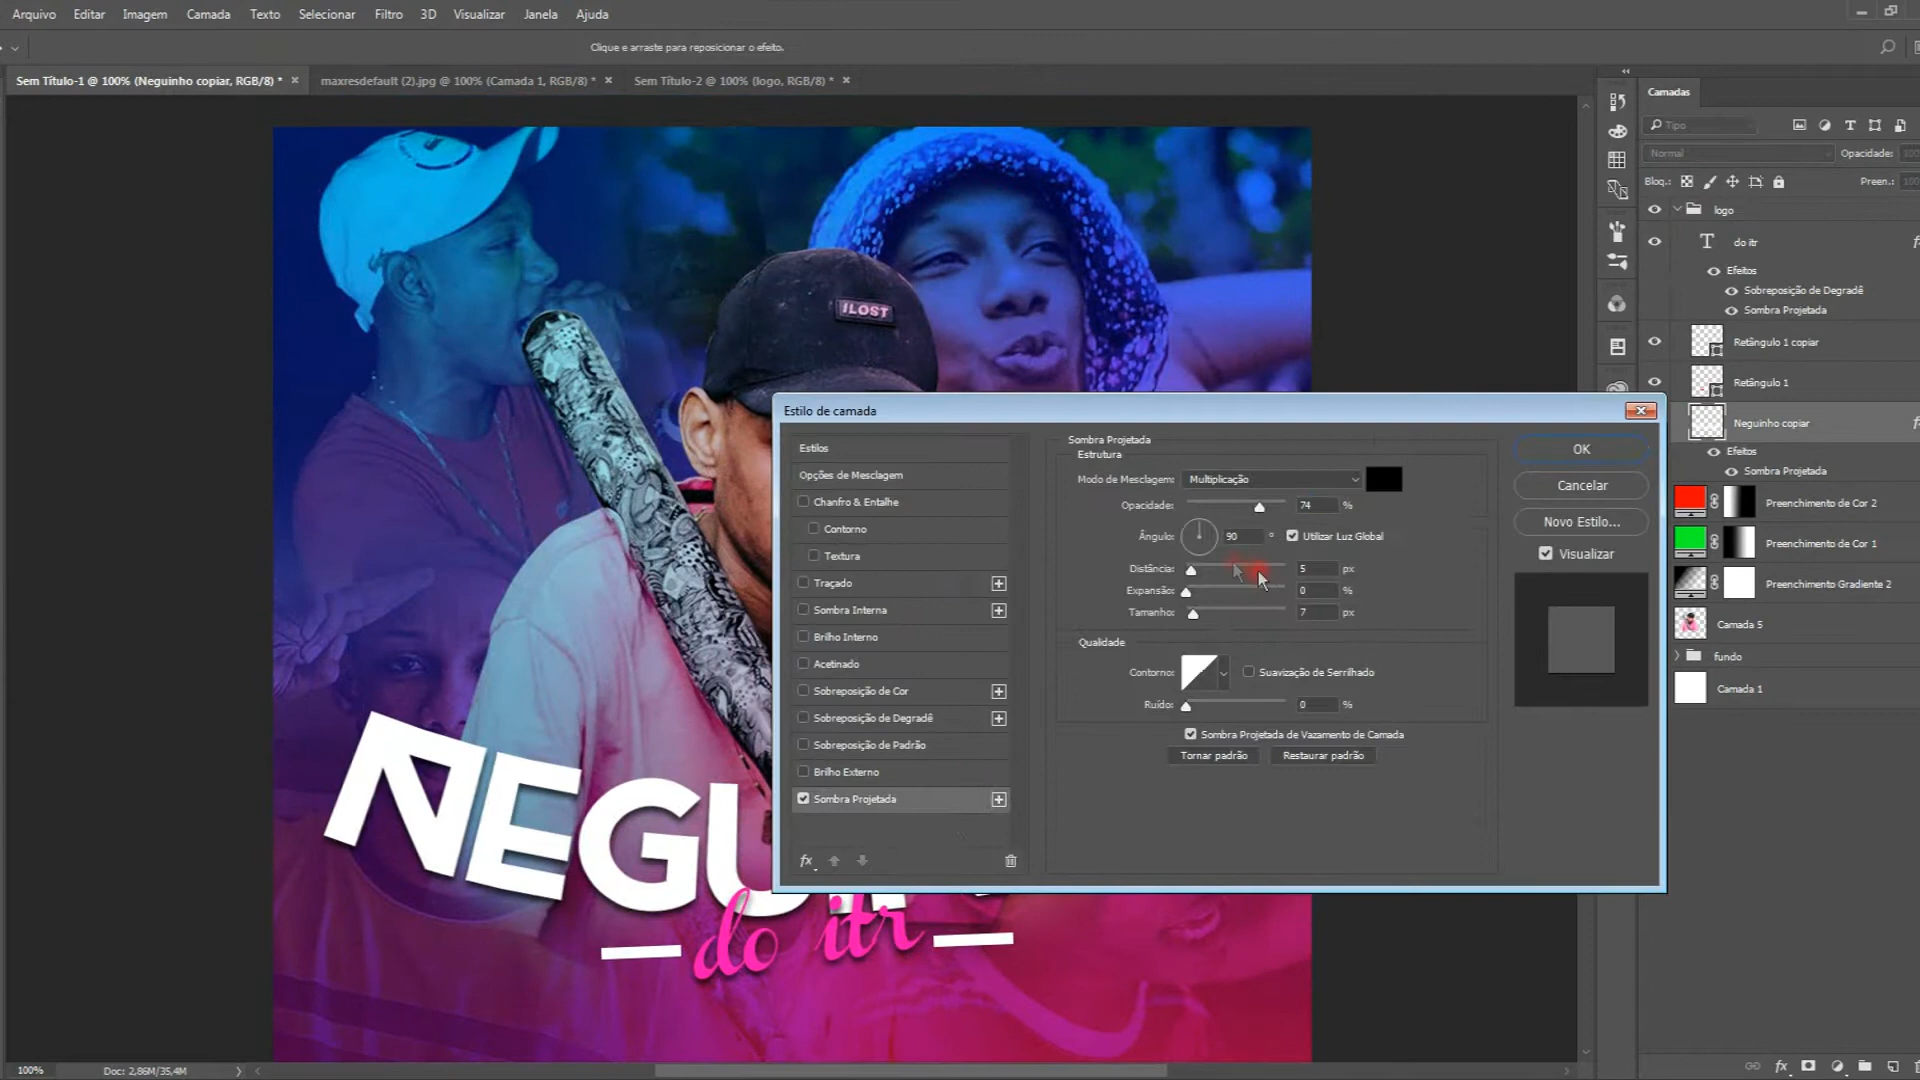 Arquivo Editar Imagem Camada Texto Selecionar Filtro 3D Visualizar Janela Ajuda
Clique e arraste para reposicionar o efeito.
Sem Título-1 @ 100% (Neguinho copiar, RGB/8) *
maxresdefault (2).jpg @ 100% (Camada 1, RGB/8) *
Sem Título-2 @ 100% (logo, RGB/8) *
Camadas
Tipo
Normal
Opacidade:
Bloq.:
Preen.:
logo
do itr
Efeitos
Sobreposição de Degradê
Sombra Projetada
Retângulo 1 copiar
Retângulo 1
Neguinho copiar
Efeitos
Sombra Projetada
Preenchimento de Cor 2
Preenchimento de Cor 1
Preenchimento Gradiente 2
Camada 5
fundo
Camada 1
ILOST
Estilo de camada
Estilos
Opções de Mesclagem
Chanfro & Entalhe
Contorno
Textura
Traçado
Sombra Interna
Brilho Interno
Acetinado
Sobreposição de Cor
Sobreposição de Degradê
Sobreposição de Padrão
Brilho Externo
Sombra Projetada
fx
Sombra Projetada
Estrutura
Modo de Mesclagem: Multiplicação
Opacidade: 74 %
Ângulo: 90 ° Utilizar Luz Global
Distância: 5 px
Expansão: 0 %
Tamanho: 7 px
Qualidade
Contorno: Suavização de Serrilhado
Ruído: 0 %
Sombra Projetada de Vazamento de Camada
Tornar padrão Restaurar padrão
OK
Cancelar
Novo Estilo...
Visualizar
do itr
100% Doc: 2,86M/35,4M
fx